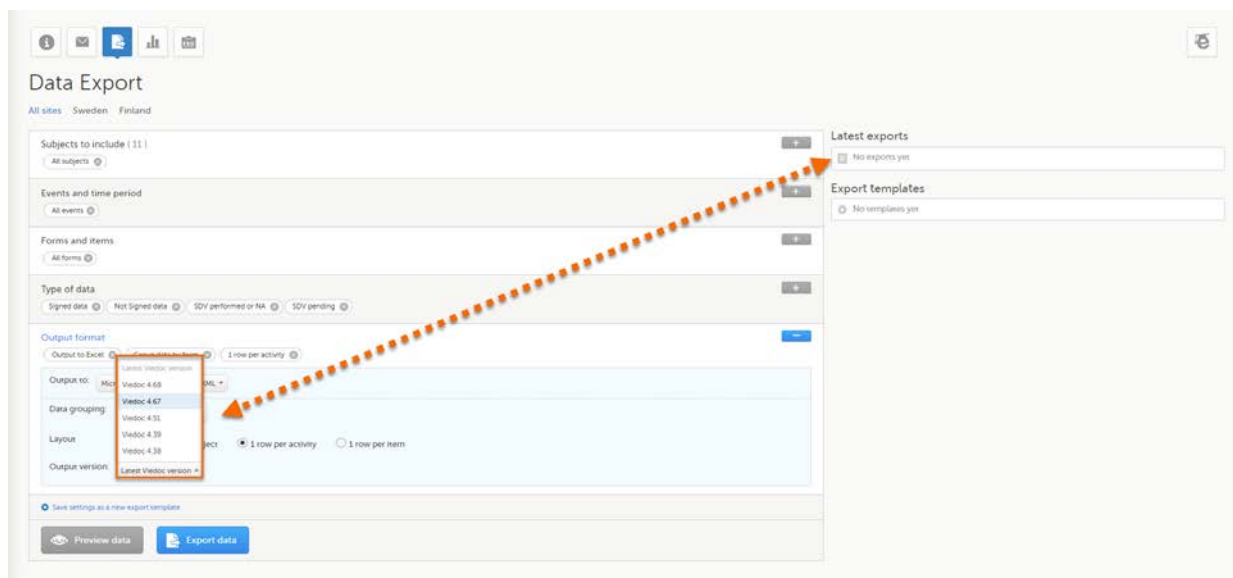 Data Export
All sites Sweden Finland
Subjects to include ( 11 )
All subjects
Events and time period
All events
Forms and items
All forms
Type of data
Signed data Not Signed data SDV performed or NA SDV pending
Output format
Output to Excel 1 row per activity
Latest Viedoc version
Output to:
Viedoc 4.68
Viedoc 4.67
Data grouping:
Viedoc 4.51
Viedoc 4.39
Layout 1 row per activity 1 row per item
Viedoc 4.38
Output version: Latest Viedoc version
Save settings as a new export template
Preview data Export data
Latest exports
No exports yet
Export templates
No templates yet